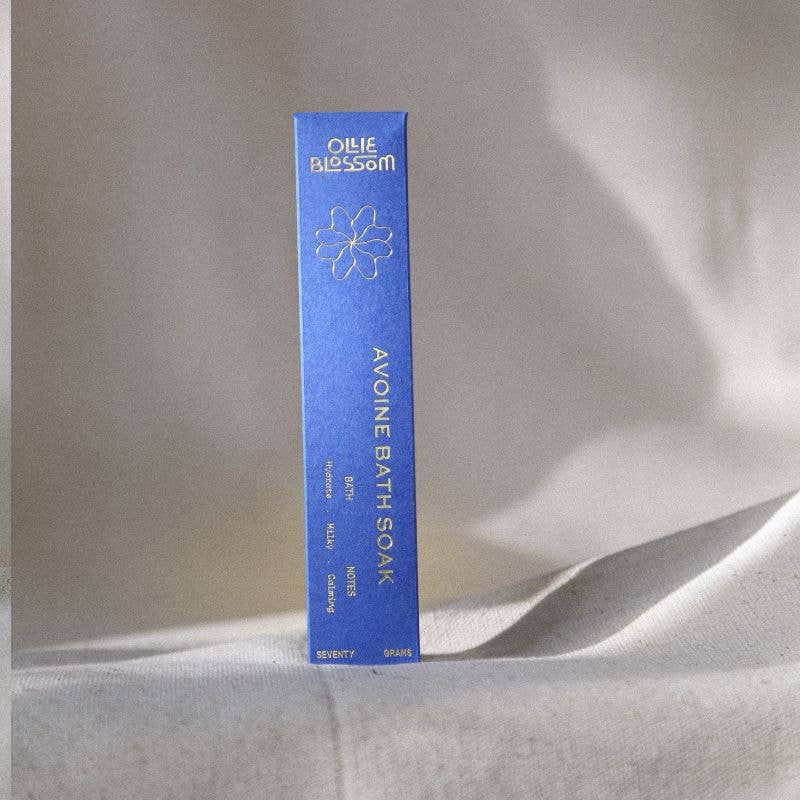 OLLIE
BLOSSOM
AVOINE BATH SOAK
BATH NOTES
Hydrate . Milky . Calming
SEVENTY GRAMS